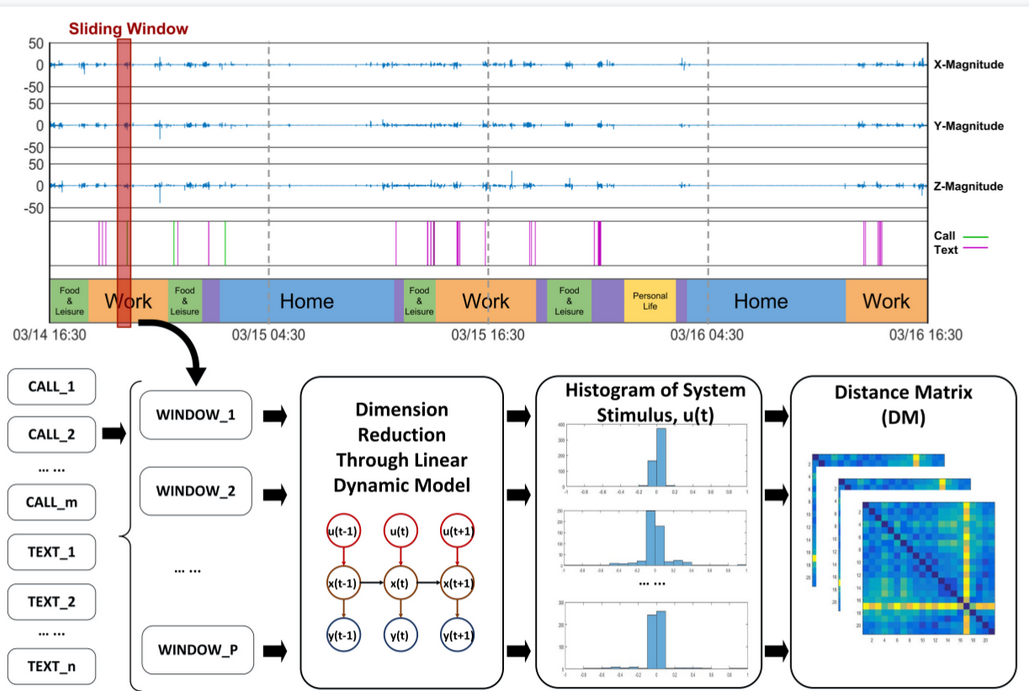 Sliding Window
50
0
-50
X-Magnitude
50
0
-50
Y-Magnitude
50
0
-50
Z-Magnitude
Call
Text
Food & Leisure
Work
Food & Leisure
Home
Food & Leisure
Work
Food & Leisure
Personal Life
Home
Work
03/14 16:30
03/15 04:30
03/15 16:30
03/16 04:30
03/16 16:30
CALL_1
CALL_2
... ...
CALL_m
TEXT_1
TEXT_2
... ...
TEXT_n
WINDOW_1
WINDOW_2
... ...
WINDOW_P
Dimension
Reduction
Through Linear
Dynamic Model
u(t-1) u(t) u(t+1)
x(t-1) x(t) x(t+1)
y(t-1) y(t) y(t+1)
Histogram of System
Stimulus, u(t)
... ...
Distance Matrix
(DM)